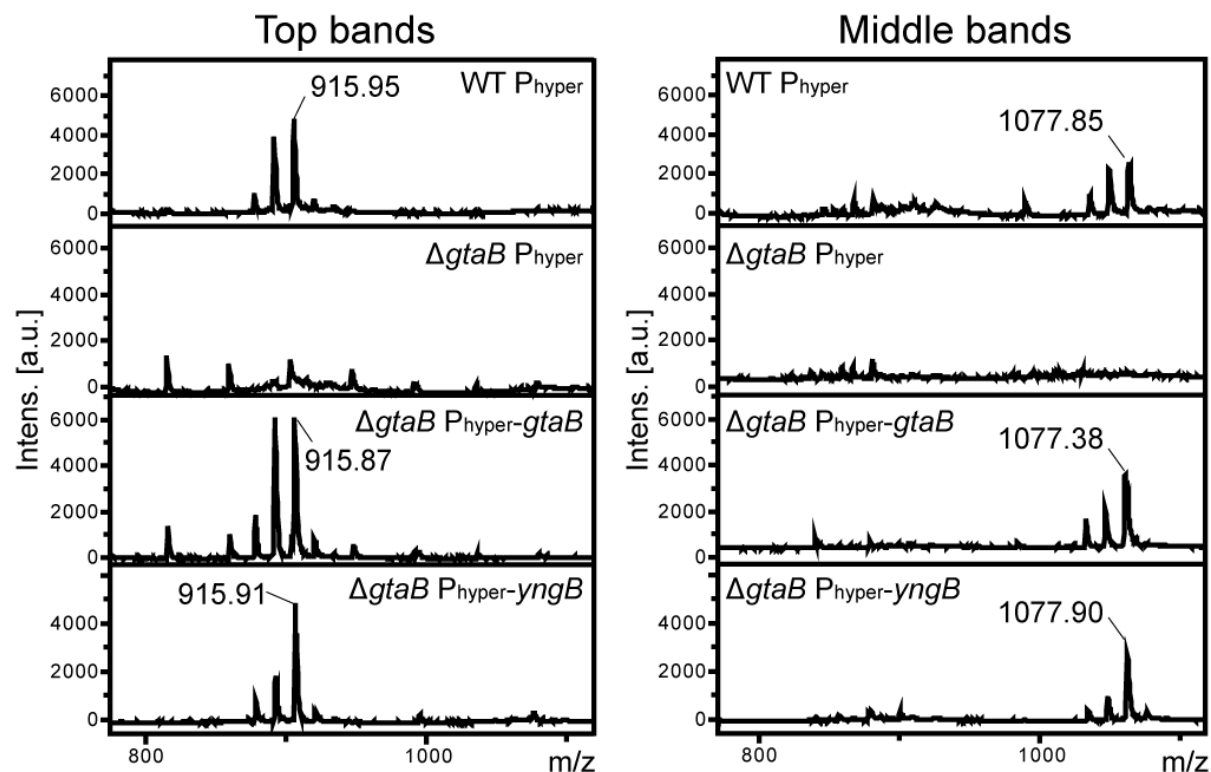 Top bands
Middle bands
Intens. [a.u.]
6000
4000
2000
0
915.95
WT Phyper
6000
4000
2000
0
ΔgtaB Phyper
6000
4000
2000
0
ΔgtaB Phyper-gtaB
915.87
4000
2000
0
915.91
ΔgtaB Phyper-yngB
800
1000
m/z
Intens. [a.u.]
6000
4000
2000
0
WT Phyper
1077.85
6000
4000
2000
0
ΔgtaB Phyper
6000
4000
2000
0
ΔgtaB Phyper-gtaB
1077.38
4000
2000
0
ΔgtaB Phyper-yngB
1077.90
800
1000
m/z